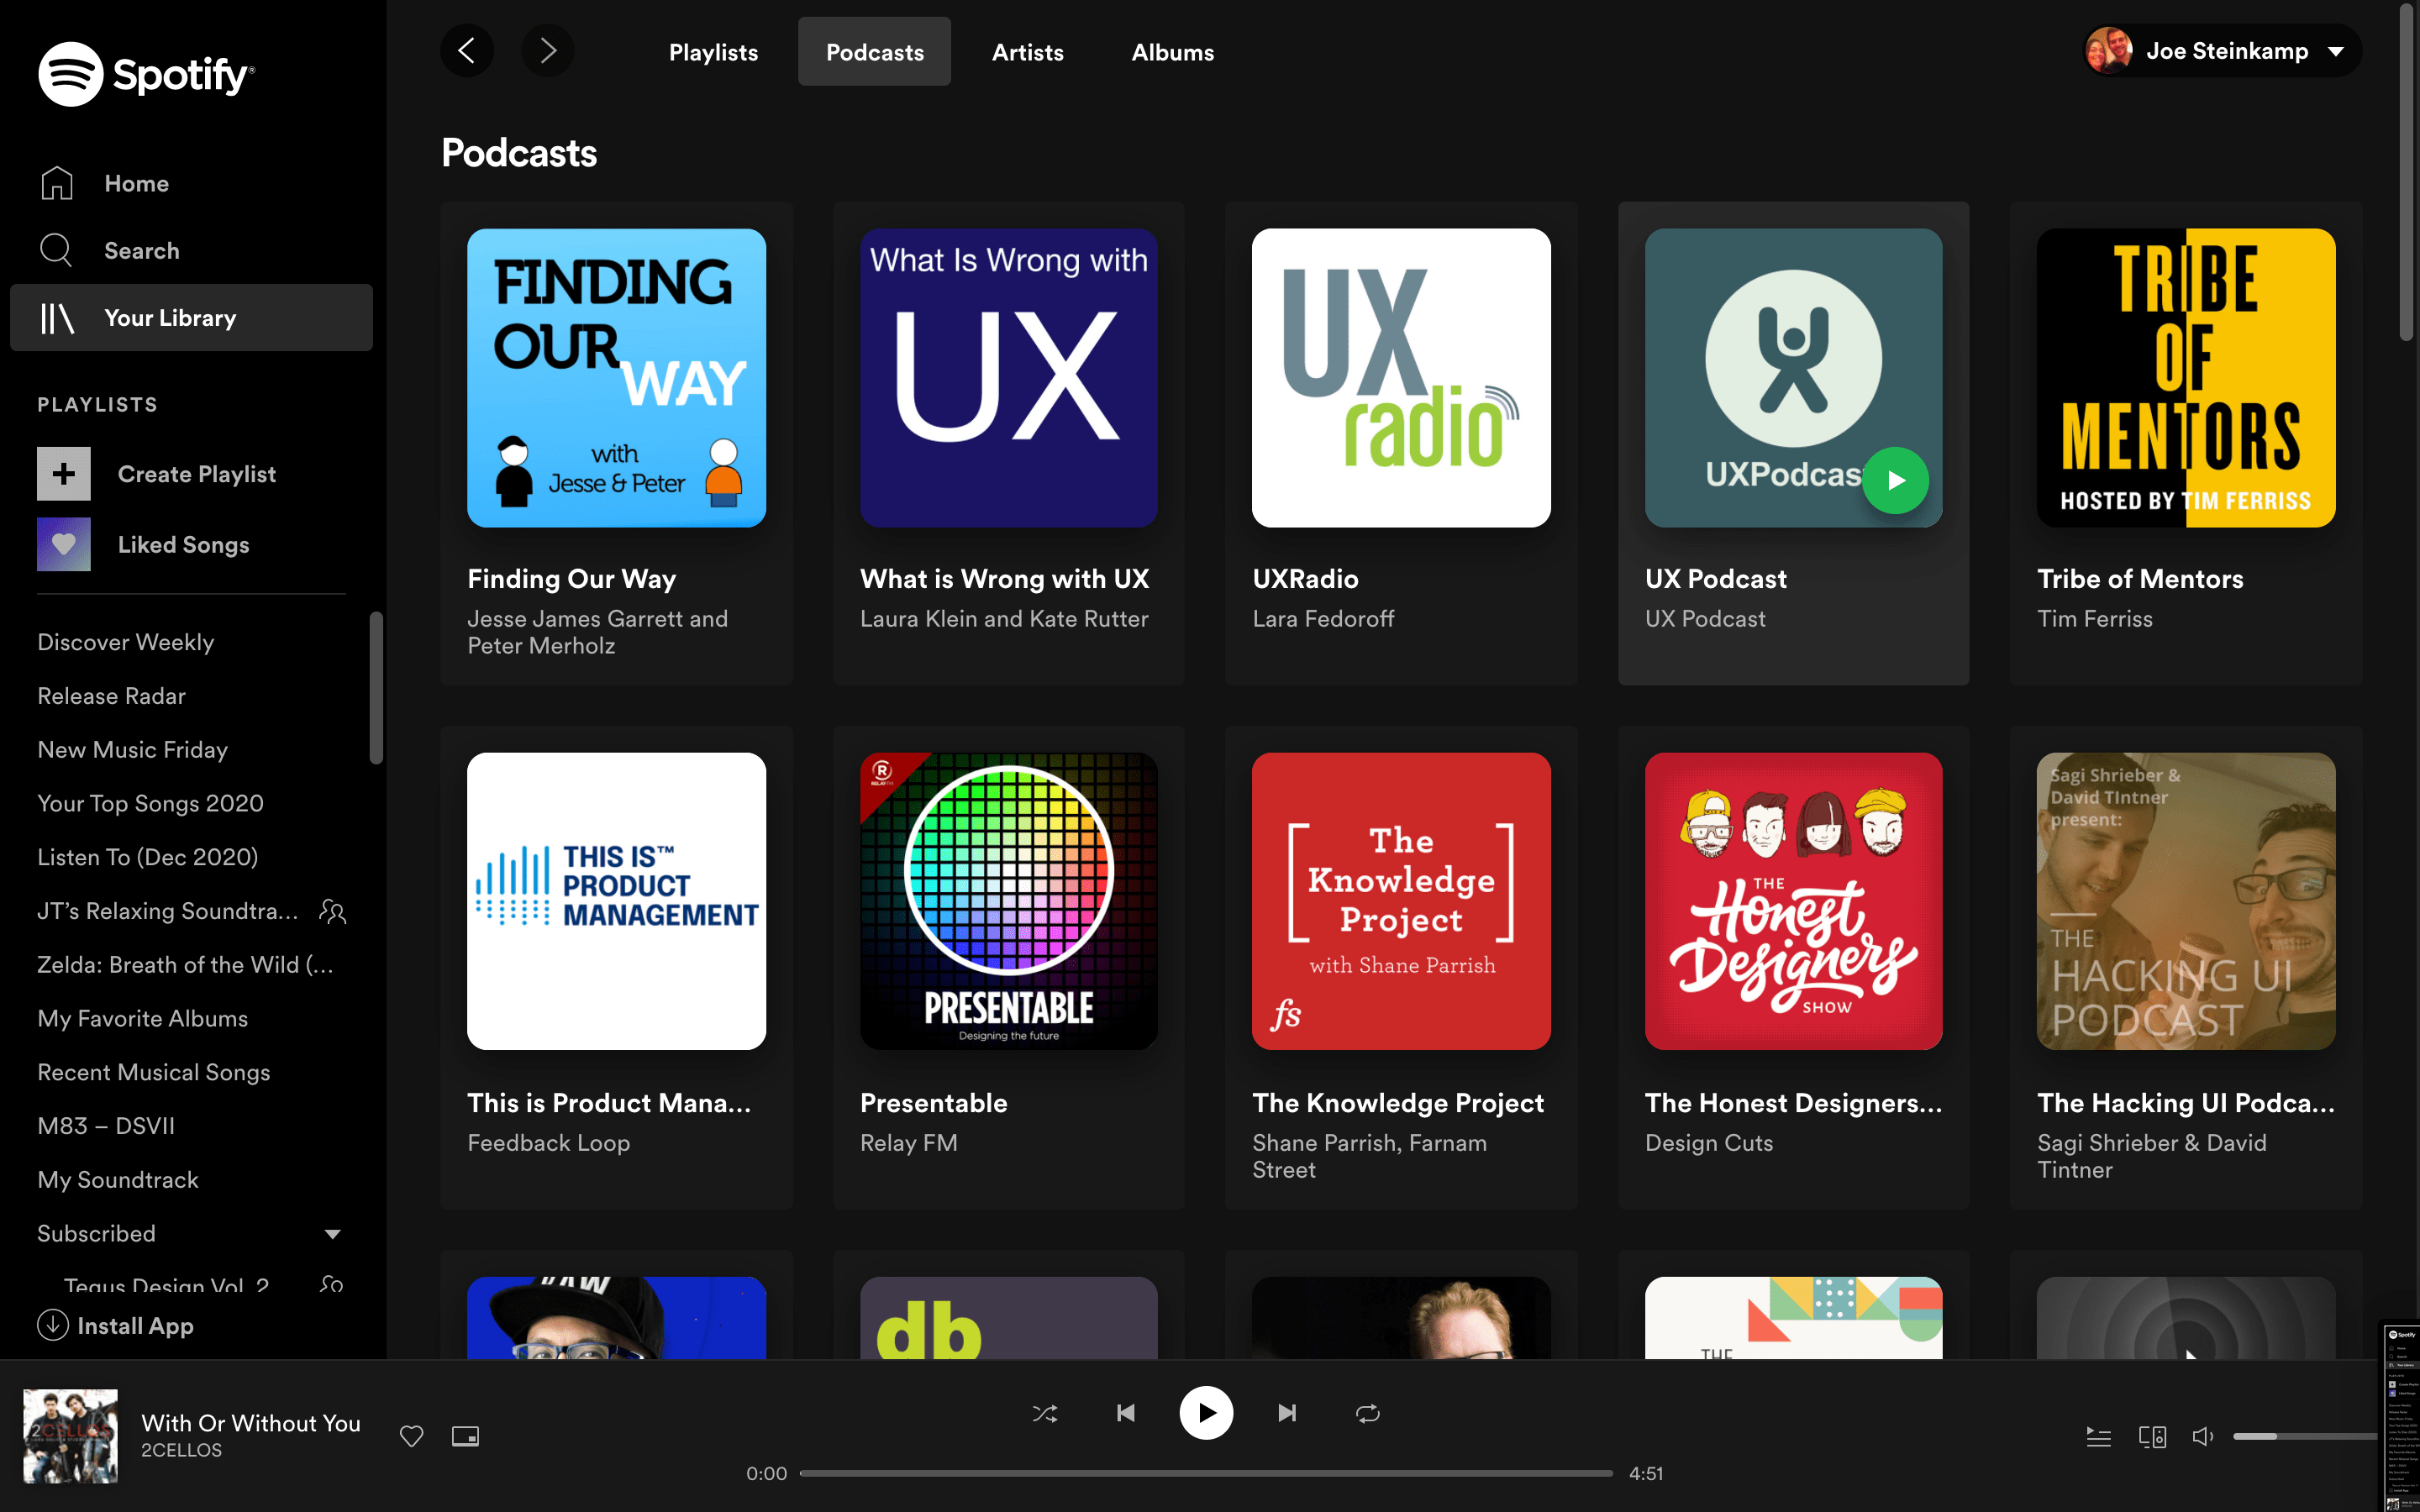 Spotify®
Home
Search
Your Library
PLAYLISTS
Create Playlist
Liked Songs
Discover Weekly
Release Radar
New Music Friday
Your Top Songs 2020
Listen To (Dec 2020)
JT’s Relaxing Soundtra...
Zelda: Breath of the Wild (...
My Favorite Albums
Recent Musical Songs
M83 – DSVII
My Soundtrack
Subscribed
Tegus Design Vol. 2
Install App
Playlists
Podcasts
Artists
Albums
Joe Steinkamp
Podcasts
FINDING
OUR
WAY
with
Jesse & Peter
Finding Our Way
Jesse James Garrett and
Peter Merholz
What Is Wrong with
UX
What is Wrong with UX
Laura Klein and Kate Rutter
UX
radio
UXRadio
Lara Fedoroff
UXPodcas
UX Podcast
UX Podcast
TRIBE
OF
MENTORS
HOSTED BY TIM FERRISS
Tribe of Mentors
Tim Ferriss
THIS IS™
PRODUCT
MANAGEMENT
This is Product Mana...
Feedback Loop
R
RELAY FM
PRESENTABLE
Designing the future
Presentable
Relay FM
The
Knowledge
Project
with Shane Parrish
fs
The Knowledge Project
Shane Parrish, Farnam
Street
THE
Honest
Designers
SHOW
The Honest Designers...
Design Cuts
Sagi Shrieber &
David TIntner
present:
THE
HACKING UI
PODCAST
The Hacking UI Podca...
Sagi Shrieber & David
Tintner
db
THE
2CELLOS
With Or Without You
2CELLOS
0:00
4:51